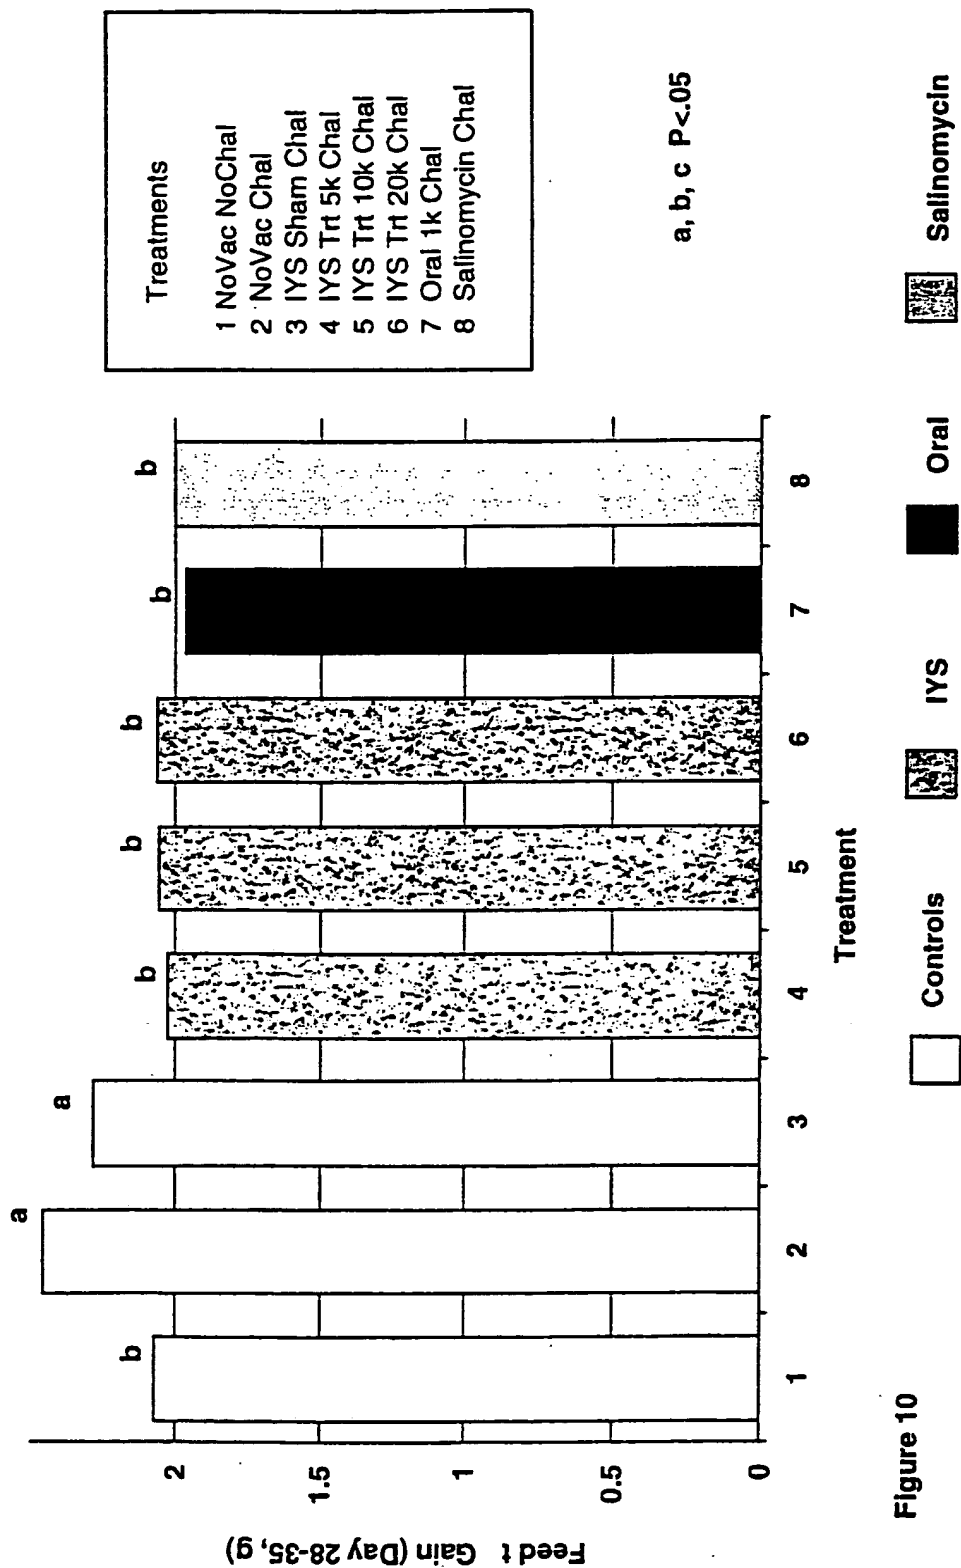 Feed t Gain (Day 28-35, g)
2
1.5
1
0.5
0
b
a
a
b
b
b
b
b
1
2
3
4
5
6
7
8
Treatment
Treatments
1 NoVac NoChal
2 NoVac Chal
3 IYS Sham Chal
4 IYS Trt 5k Chal
5 IYS Trt 10k Chal
6 IYS Trt 20k Chal
7 Oral 1k Chal
8 Salinomycin Chal
a, b, c P<.05
Controls
IYS
Oral
Salinomycin
Figure 10